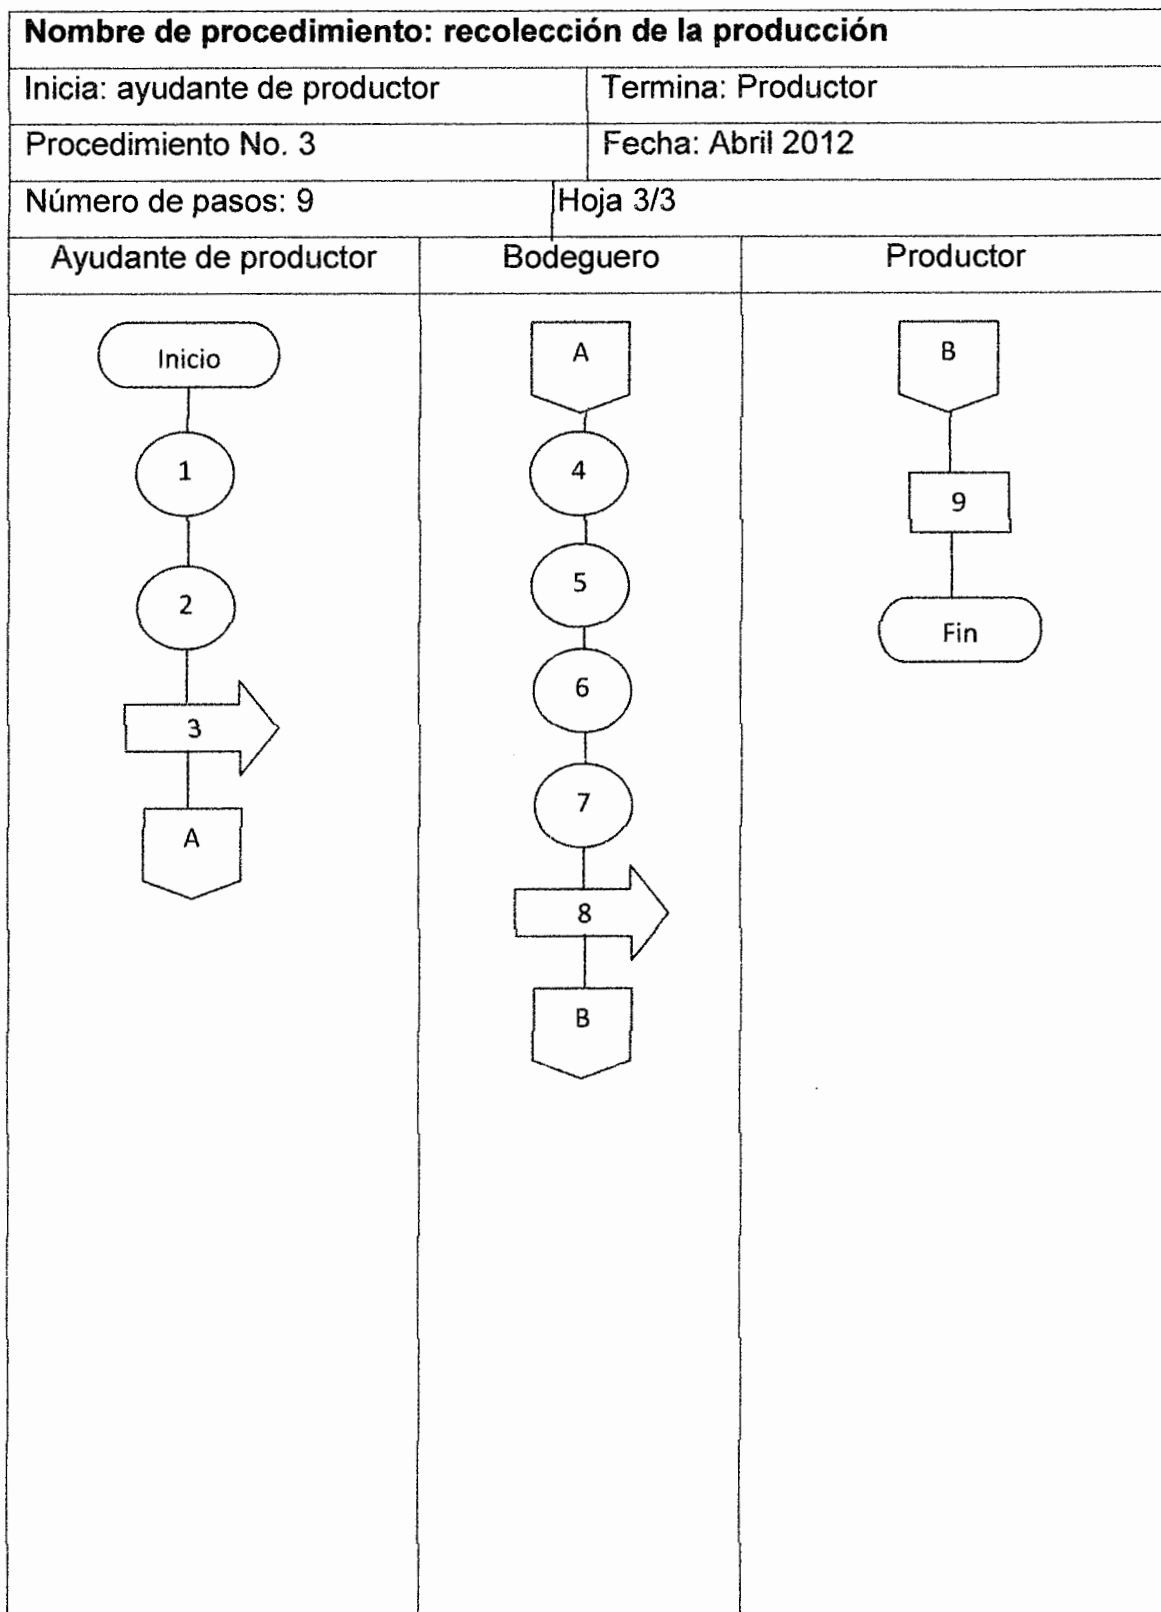 Nombre de procedimiento: recolección de la producción
Inicia: ayudante de productor
Termina: Productor
Procedimiento No. 3
Fecha: Abril 2012
Número de pasos: 9
Hoja 3/3
Ayudante de productor
Bodeguero
Productor
Inicio
1
2
3
A
A
4
5
6
7
8
B
B
9
Fin